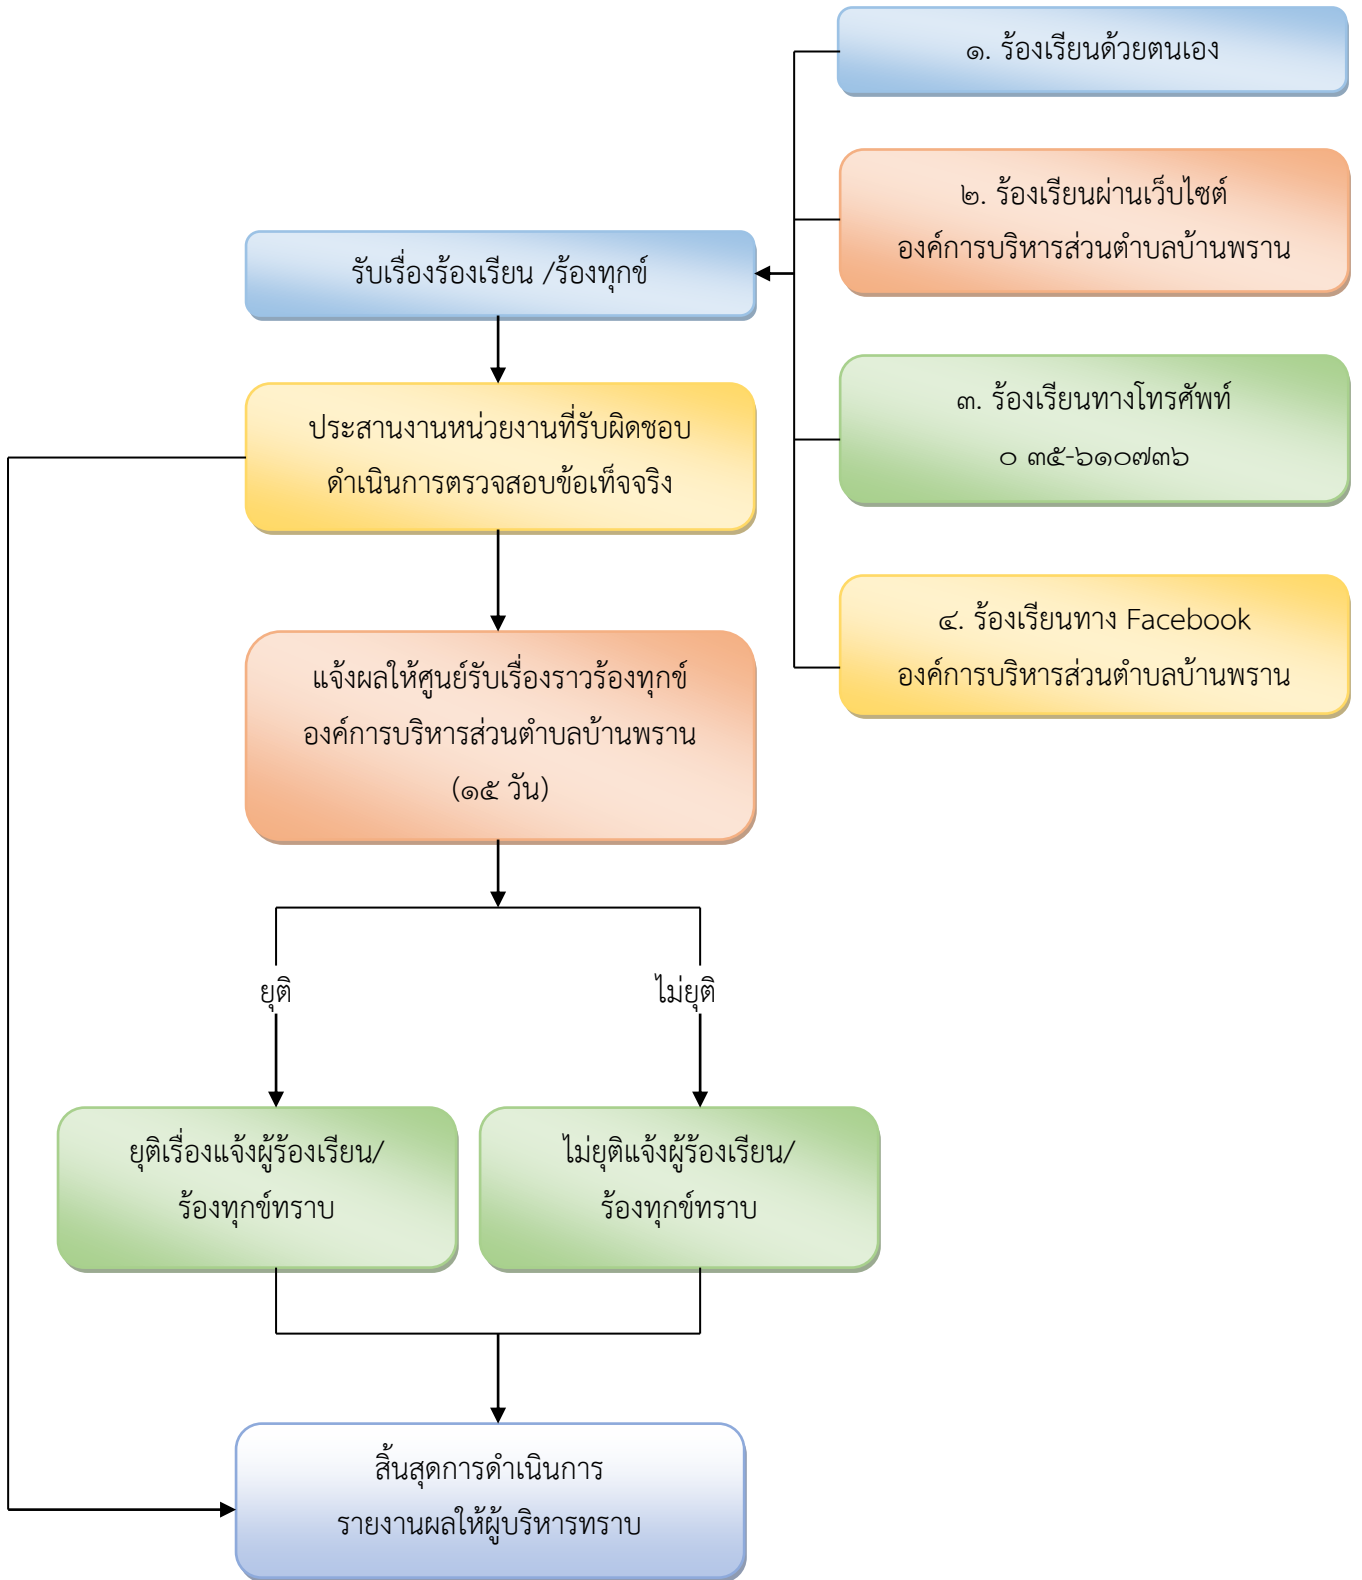 ๑. ร้องเรียนด้วยตนเอง
๒. ร้องเรียนผ่านเว็บไซต์
องค์การบริหารส่วนตำบลบ้านพราน
รับเรื่องร้องเรียน /ร้องทุกข์
๓. ร้องเรียนทางโทรศัพท์
๐ ๓๕-๖๑๐๗๓๖
ประสานงานหน่วยงานที่รับผิดชอบ
ดำเนินการตรวจสอบข้อเท็จจริง
๔. ร้องเรียนทาง Facebook
องค์การบริหารส่วนตำบลบ้านพราน
แจ้งผลให้ศูนย์รับเรื่องราวร้องทุกข์
องค์การบริหารส่วนตำบลบ้านพราน
(๑๕ วัน)
ยุติ
ไม่ยุติ
ยุติเรื่องแจ้งผู้ร้องเรียน/
ร้องทุกข์ทราบ
ไม่ยุติแจ้งผู้ร้องเรียน/
ร้องทุกข์ทราบ
สิ้นสุดการดำเนินการ
รายงานผลให้ผู้บริหารทราบ